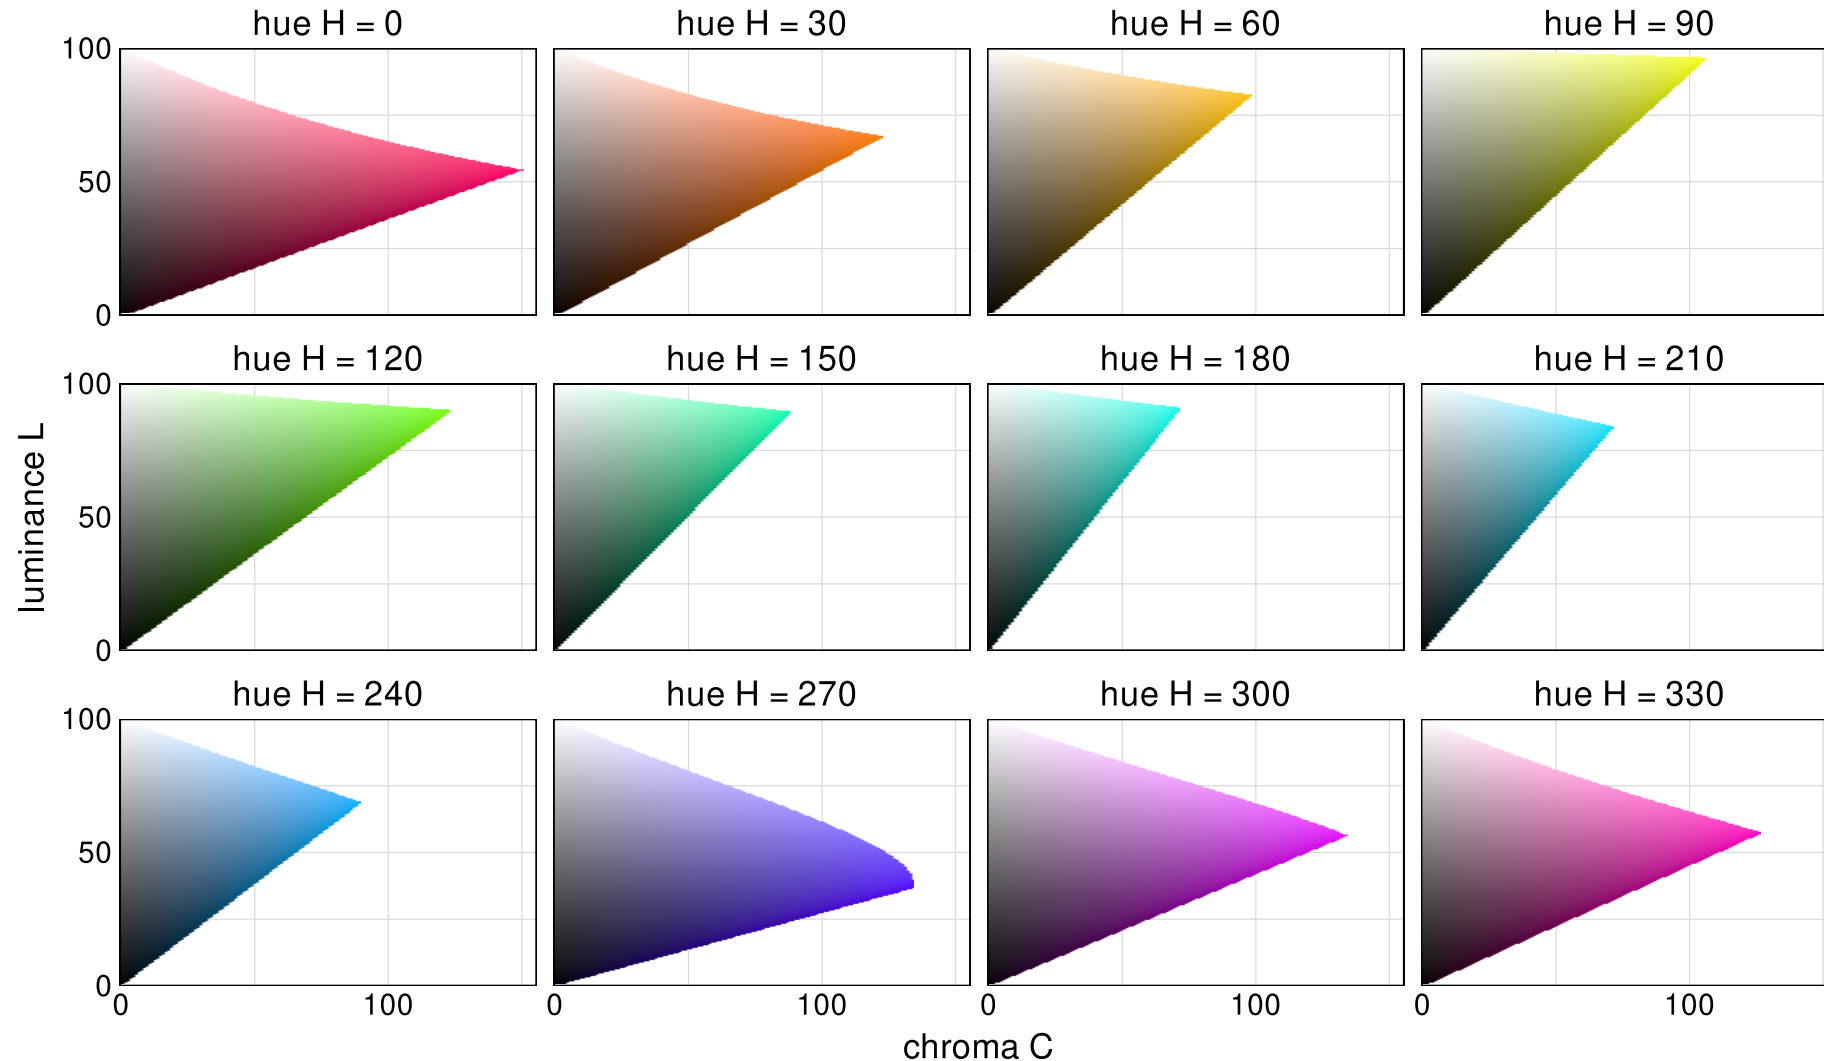 hue H = 0
hue H = 30
hue H = 60
hue H = 90
100
50
0
hue H = 120
hue H = 150
hue H = 180
hue H = 210
100
50
0
luminance L
hue H = 240
hue H = 270
hue H = 300
hue H = 330
100
50
0
0 100
0 100
0 100
0 100
chroma C